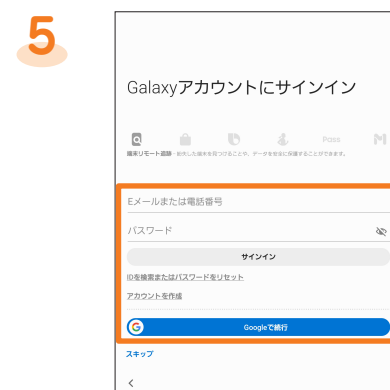 5
Galaxyアカウントにサインイン
Pass
端末リモート追跡 - 紛失した端末を見つけることや、データを安全に保護することができます。
Eメールまたは電話番号
パスワード
サインイン
IDを検索またはパスワードをリセット
アカウントを作成
Googleで続行
スキップ